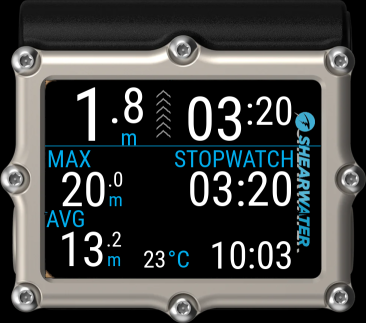 1.8 m 03:20
MAX STOPWATCH
20.0 m 03:20
AVG
13.2 m 23°C 10:03
SHEARWATER